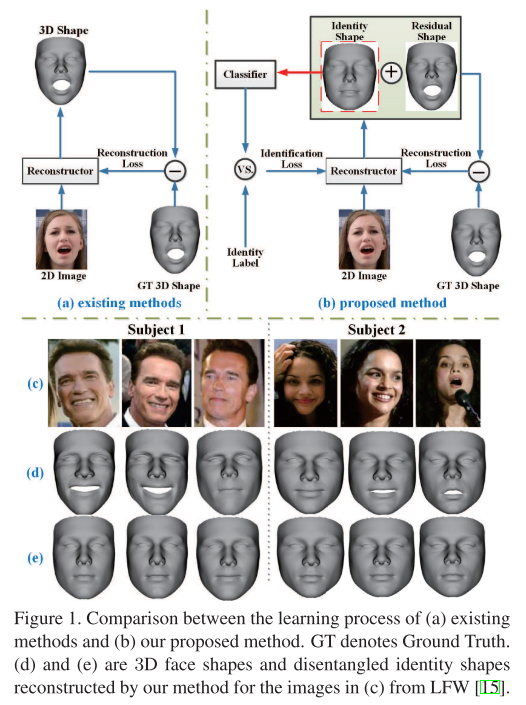 3D Shape
Reconstructor
Reconstruction
Loss
−
2D Image
GT 3D Shape
(a) existing methods
Identity
Shape
Residual
Shape
+
Classifier
VS.
Identification
Loss
Reconstructor
Reconstruction
Loss
−
Identity
Label
2D Image
GT 3D Shape
(b) proposed method
Subject 1
Subject 2
(c)
(d)
(e)
Figure 1. Comparison between the learning process of (a) existing
methods and (b) our proposed method. GT denotes Ground Truth.
(d) and (e) are 3D face shapes and disentangled identity shapes
reconstructed by our method for the images in (c) from LFW [15].